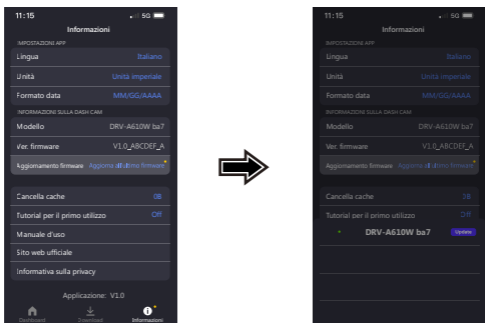 11:15
5G
Informazioni
IMPOSTAZIONI APP
Lingua Italiano
Unità Unità imperiale
Formato data MM/GG/AAAA
INFORMAZIONI SULLA DASH CAM
Modello DRV-A610W ba7
Ver. firmware V1.0_ABCDEF_A
Aggiornamento firmware Aggiorna all'ultimo firmware
Cancella cache 0B
Tutorial per il primo utilizzo Off
Manuale d'uso
Sito web ufficiale
Informativa sulla privacy
Applicazione: V1.0
Dashboard Download Informazioni
11:15
5G
Informazioni
IMPOSTAZIONI APP
Lingua Italiano
Unità Unità imperiale
Formato data MM/GG/AAAA
INFORMAZIONI SULLA DASH CAM
Modello DRV-A610W ba7
Ver. firmware V1.0_ABCDEF_A
Aggiornamento firmware Aggiorna all'ultimo firmware
Cancella cache 3B
Tutorial per il primo utilizzo Off
DRV-A610W ba7 Update